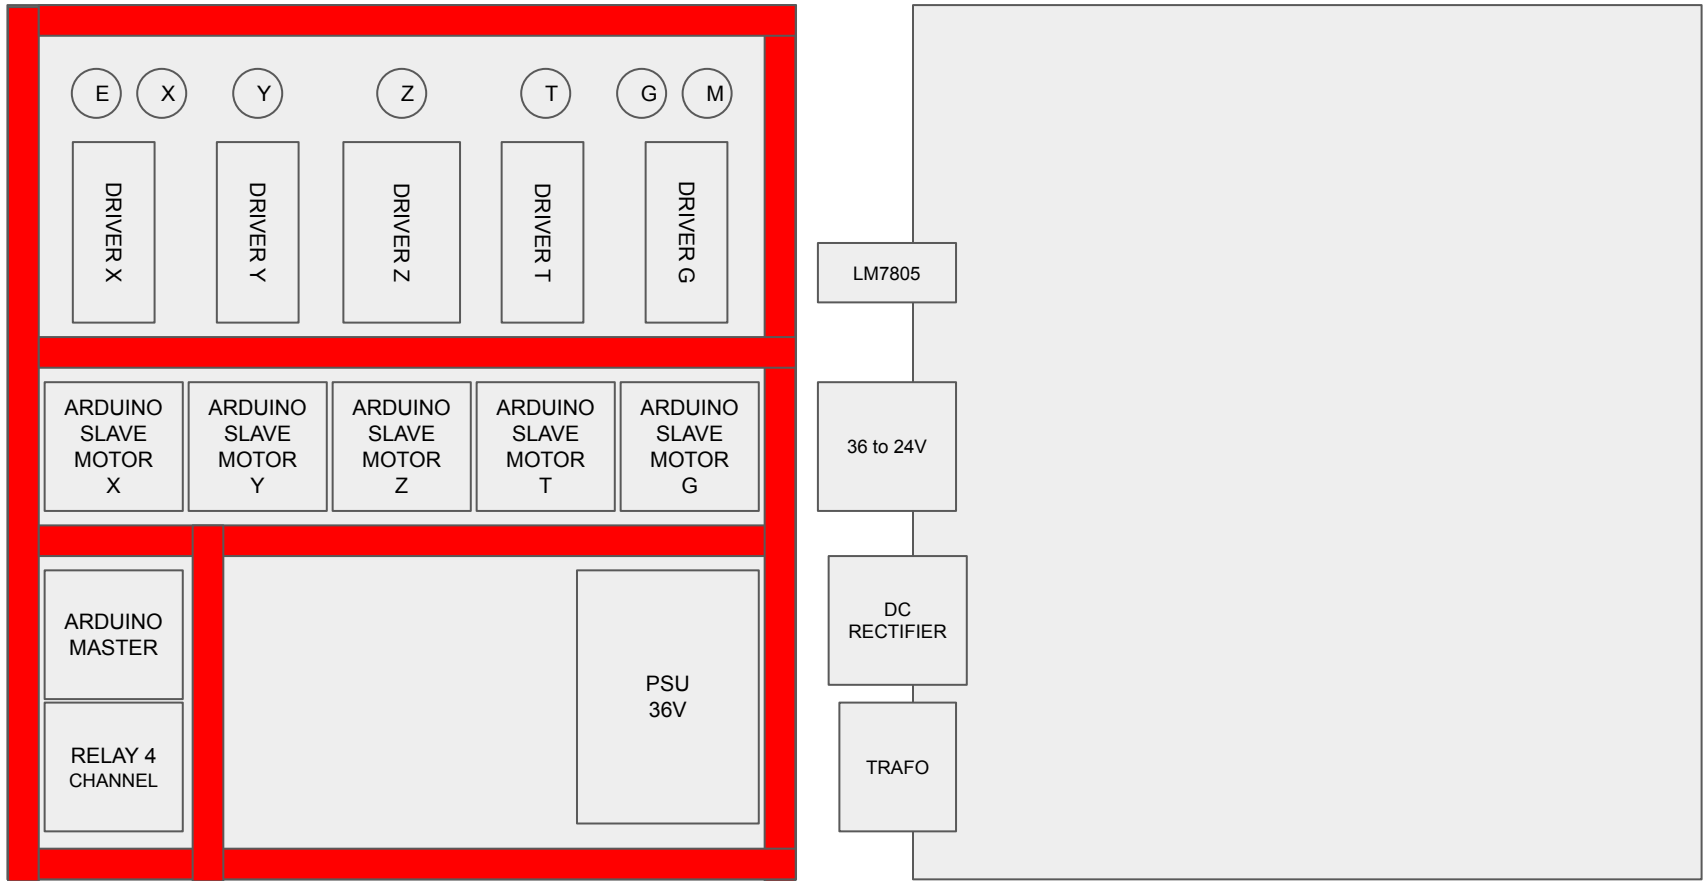 E
X
Y
Z
T
G
M
DRIVER X
DRIVER Y
DRIVER Z
DRIVER T
DRIVER G
LM7805
ARDUINO
SLAVE
MOTOR
X
ARDUINO
SLAVE
MOTOR
Y
ARDUINO
SLAVE
MOTOR
Z
ARDUINO
SLAVE
MOTOR
T
ARDUINO
SLAVE
MOTOR
G
36 to 24V
ARDUINO
MASTER
RELAY 4
CHANNEL
PSU
36V
DC
RECTIFIER
TRAFO